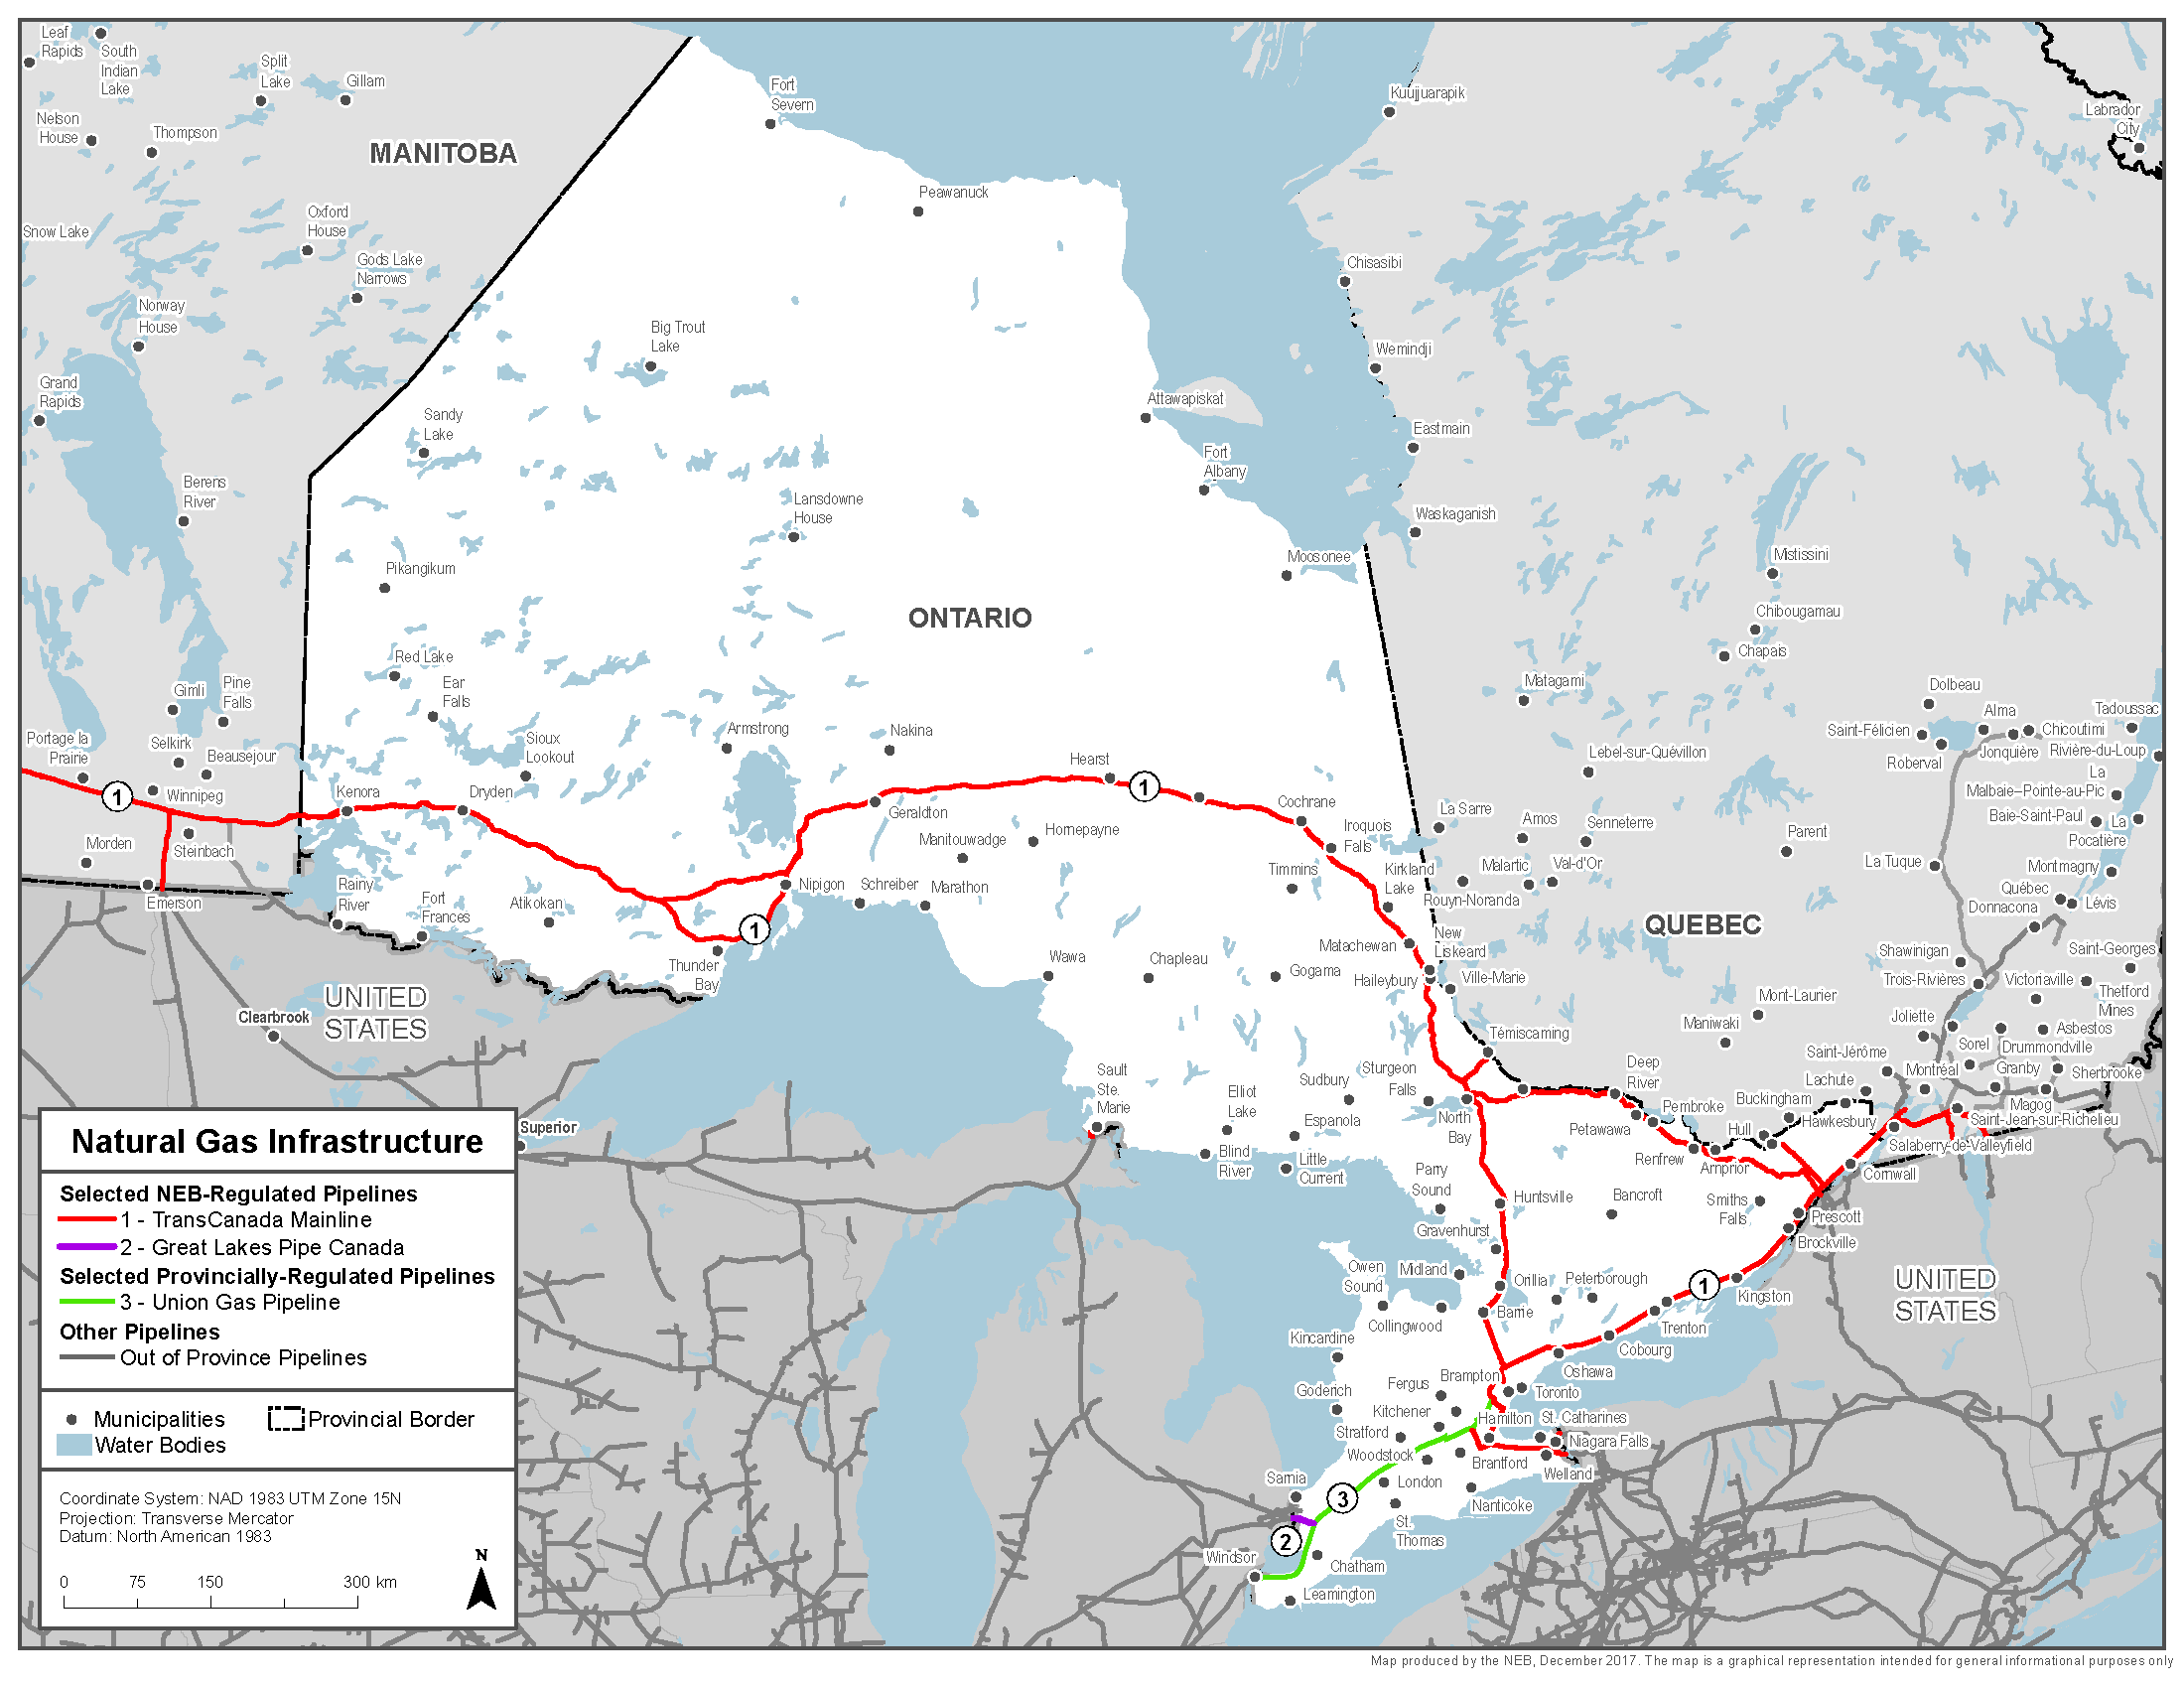 Leaf
Rapids
South
Indian
Lake
Split
Lake
Gillam
Nelson
House
Thompson
MANITOBA
Oxford
House
Snow Lake
Gods Lake
Narrows
Norway
House
Grand
Rapids
Berens
River
Fort
Severn
Peawanuck
Big Trout
Lake
Sandy
Lake
Lansdowne
House
Pikangikum
ONTARIO
Attawapiskat
Fort
Albany
Moosonee
Kuujjuarapik
Chisasibi
Wemindji
Eastmain
Waskaganish
Labrador
City
Mistissini
Chibougamau
Chapais
Matagami
Lebel-sur-Quévillon
Red Lake
Ear
Falls
Sioux
Lookout
Armstrong
Nakina
Hearst
1
Gimli
Pine
Falls
Portage la
Prairie
Selkirk
Beausejour
1
Winnipeg
Morden
Steinbach
Emerson
Kenora
Dryden
Rainy
River
Fort
Frances
Atikokan
1
Thunder
Bay
Nipigon
Schreiber
Marathon
Geraldton
Manitouwadge
Hornepayne
Cochrane
Iroquois
Falls
Timmins
Kirkland
Lake
Matachewan
New
Liskeard
Haileybury
Ville-Marie
La Sarre
Amos
Senneterre
Malartic
Val-d'Or
Rouyn-Noranda
Parent
QUEBEC
Dolbeau
Saint-Félicien
Alma
Chicoutimi
Tadoussac
Roberval
Jonquière
Rivière-du-Loup
La
Malbaie–Pointe-au-Pic
Baie-Saint-Paul
La
Pocatière
La Tuque
Montmagny
Québec
Lévis
Donnacona
Shawinigan
Saint-Georges
Trois-Rivières
Victoriaville
Thetford
Mines
Joliette
Asbestos
Sorel
Drummondville
Saint-Jérôme
Montréal
Granby
Sherbrooke
Lachute
Magog
Buckingham
Hawkesbury
Saint-Jean-sur-Richelieu
Salaberry-de-Valleyfield
Mont-Laurier
Maniwaki
Wawa
Chapleau
Gogama
Témiscaming
Deep
River
Pembroke
Petawawa
Renfrew
Arnprior
Hull
Cornwall
Sturgeon
Falls
Sudbury
North
Bay
Elliot
Lake
Espanola
Sault
Ste.
Marie
Blind
River
Little
Current
Parry
Sound
Huntsville
Bancroft
Smiths
Falls
Prescott
Brockville
Gravenhurst
Owen
Sound
Midland
Orillia
Peterborough
1
Kingston
Barrie
Collingwood
Trenton
Cobourg
Kincardine
Oshawa
Brampton
Toronto
Fergus
Goderich
Kitchener
Hamilton
St. Catharines
Stratford
Niagara Falls
Woodstock
Brantford
Welland
Sarnia
London
Nanticoke
3
St.
Thomas
2
Windsor
Chatham
Leamington
UNITED
STATES
Clearbrook
Superior
UNITED
STATES
Natural Gas Infrastructure
Selected NEB-Regulated Pipelines
1 - TransCanada Mainline
2 - Great Lakes Pipe Canada
Selected Provincially-Regulated Pipelines
3 - Union Gas Pipeline
Other Pipelines
Out of Province Pipelines
Municipalities
Provincial Border
Water Bodies
Coordinate System: NAD 1983 UTM Zone 15N
Projection: Transverse Mercator
Datum: North American 1983
N
0 75 150 300 km
Map produced by the NEB, December 2017. The map is a graphical representation intended for general informational purposes only